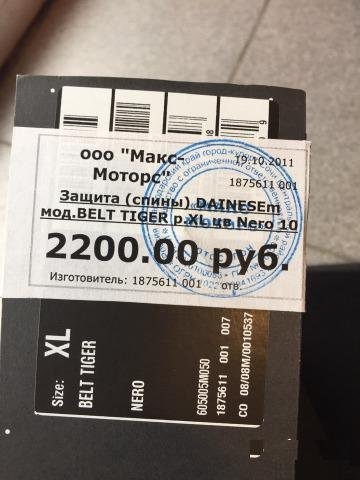 ооо "Макс-
Моторс"
19.10.2011
1875611 001
Защита (спины) DAINESEm
мод.BELT TIGER р.XL цв Nero 10
2200.00 руб.
Изготовитель: 1875611 001 отв.
Size: XL
BELT TIGER
NERO
605005M050
1875611 001 007
CO 08/08M/0010537